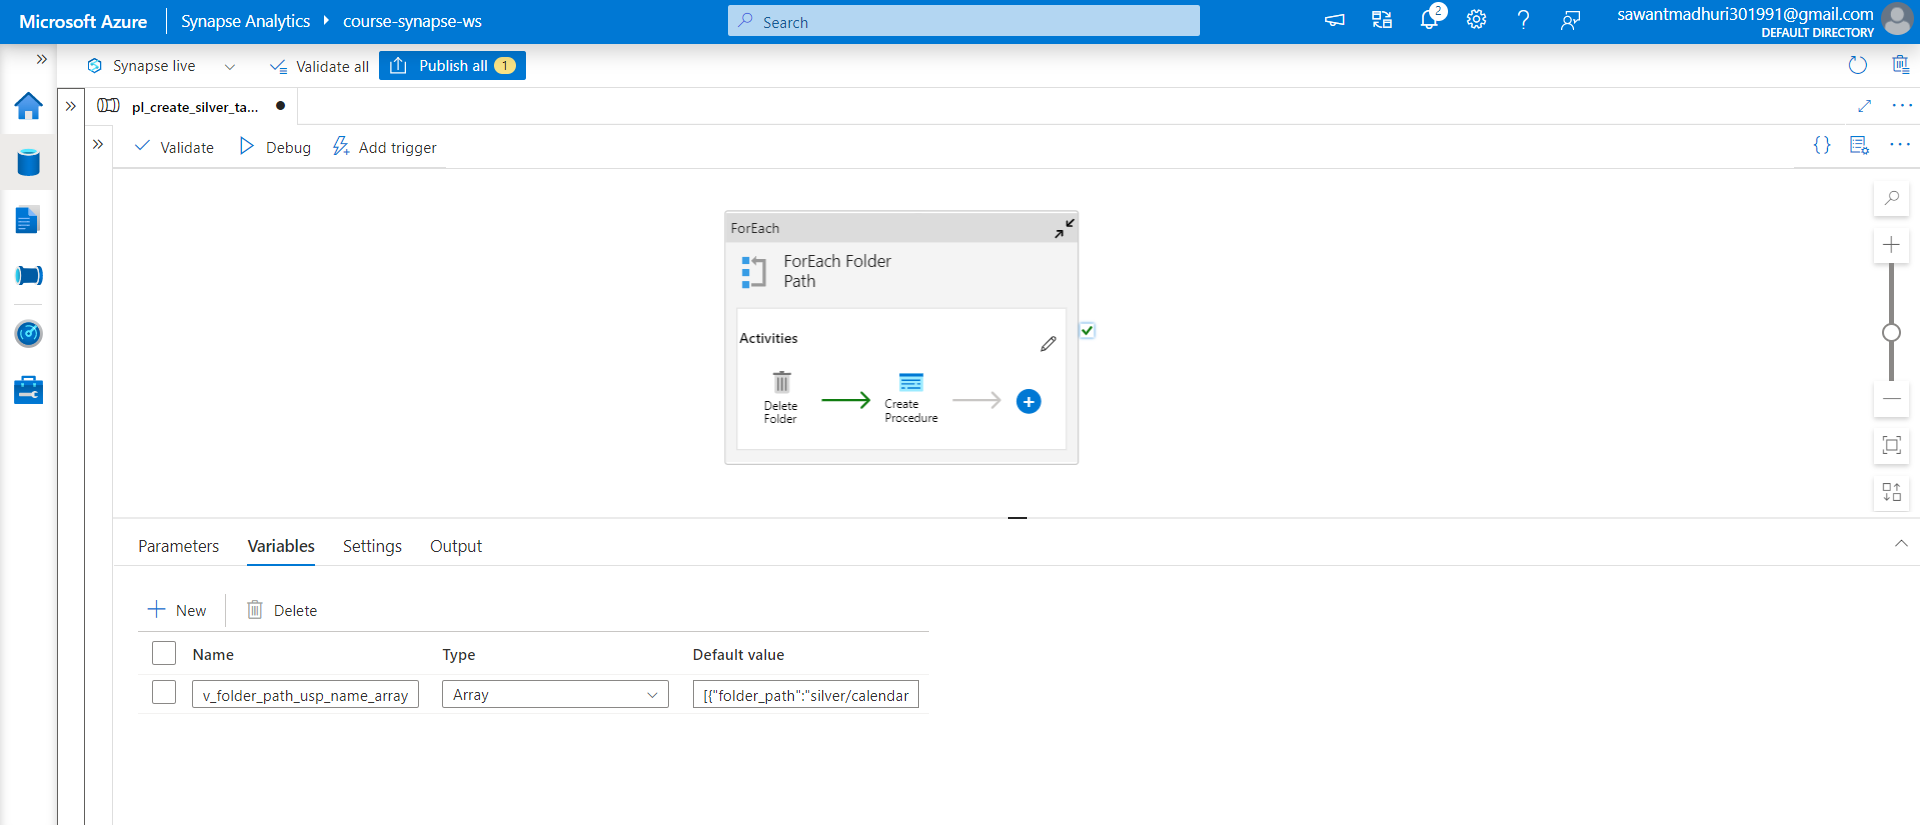 Microsoft Azure
Synapse Analytics
course-synapse-ws
Search
2
sawantmadhuri301991@gmail.com
DEFAULT DIRECTORY
Synapse live
Validate all
Publish all 1
pl_create_silver_ta...
Validate
Debug
Add trigger
{}
ForEach
ForEach Folder
Path
Activities
Delete
Folder
Create
Procedure
Parameters
Variables
Settings
Output
New
Delete
Name Type Default value
v_folder_path_usp_name_array Array [{"folder_path":"silver/calendar